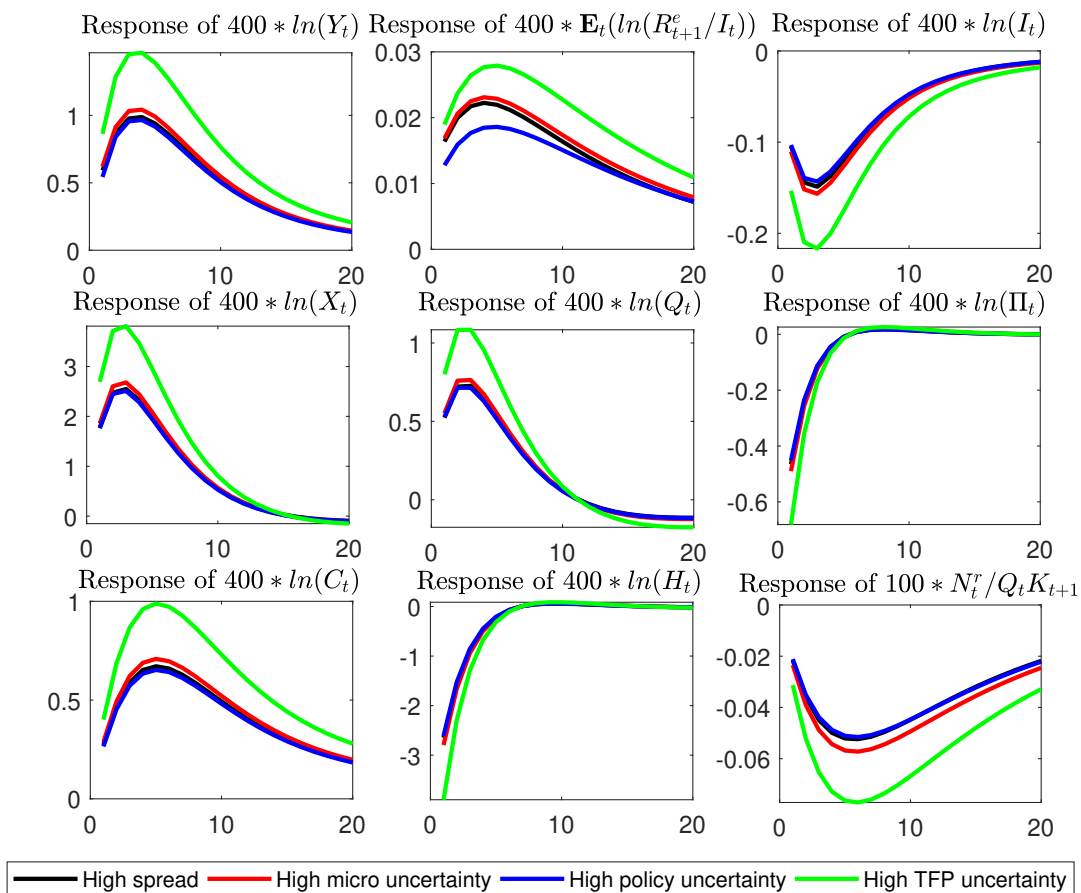 Response of 400 * ln(Y_t)
Response of 400 * E_t(ln(R^e_{t+1}/I_t))
Response of 400 * ln(I_t)
1
0.5
0
0 10 20
0.03
0.02
0.01
0
0 10 20
0
-0.1
-0.2
0 10 20
Response of 400 * ln(X_t)
Response of 400 * ln(Q_t)
Response of 400 * ln(Π_t)
3
2
1
0
0 10 20
1
0.5
0
0 10 20
0
-0.2
-0.4
-0.6
0 10 20
Response of 400 * ln(C_t)
Response of 400 * ln(H_t)
Response of 100 * N^r_t/Q_tK_{t+1}
1
0.5
0
0 10 20
0
-1
-2
-3
0 10 20
0
-0.02
-0.04
-0.06
0 10 20
High spread High micro uncertainty High policy uncertainty High TFP uncertainty